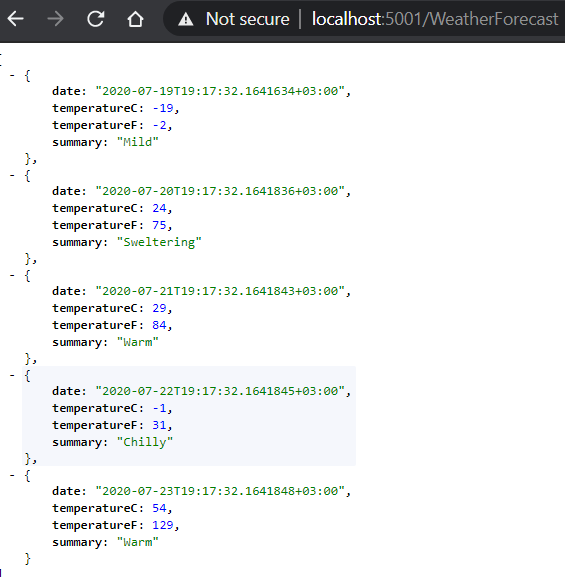 Not secure | localhost:5001/WeatherForecast
[
- {
date: "2020-07-19T19:17:32.1641634+03:00",
temperatureC: -19,
temperatureF: -2,
summary: "Mild"
},
- {
date: "2020-07-20T19:17:32.1641836+03:00",
temperatureC: 24,
temperatureF: 75,
summary: "Sweltering"
},
- {
date: "2020-07-21T19:17:32.1641843+03:00",
temperatureC: 29,
temperatureF: 84,
summary: "Warm"
},
- {
date: "2020-07-22T19:17:32.1641845+03:00",
temperatureC: -1,
temperatureF: 31,
summary: "Chilly"
},
- {
date: "2020-07-23T19:17:32.1641848+03:00",
temperatureC: 54,
temperatureF: 129,
summary: "Warm"
}